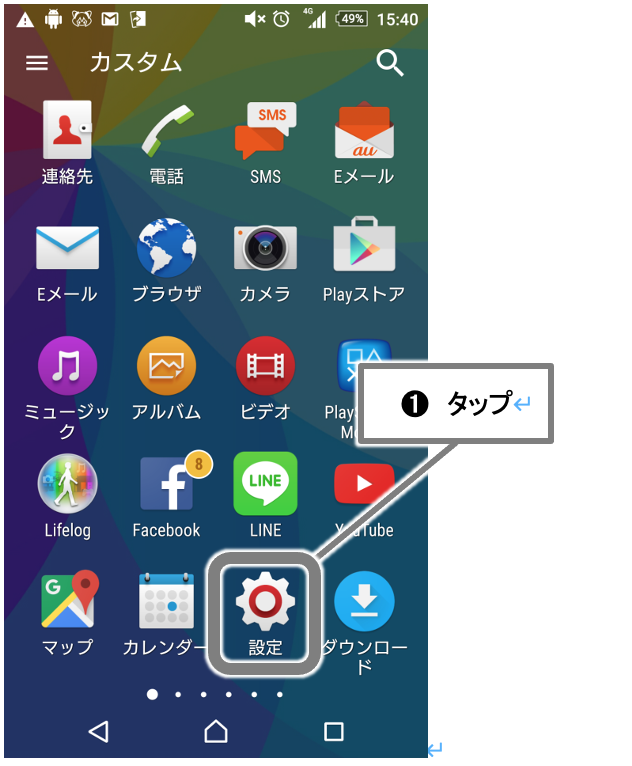 4G 49% 15:40
カスタム
SMS
au
連絡先 電話 SMS Eメール
Eメール ブラウザ カメラ Playストア
ミュージッ アルバム ビデオ Play
ク
❶ タップ
8
LINE
Lifelog Facebook LINE YouTube
G
マップ カレンダー 設定 ダウンロー
ド